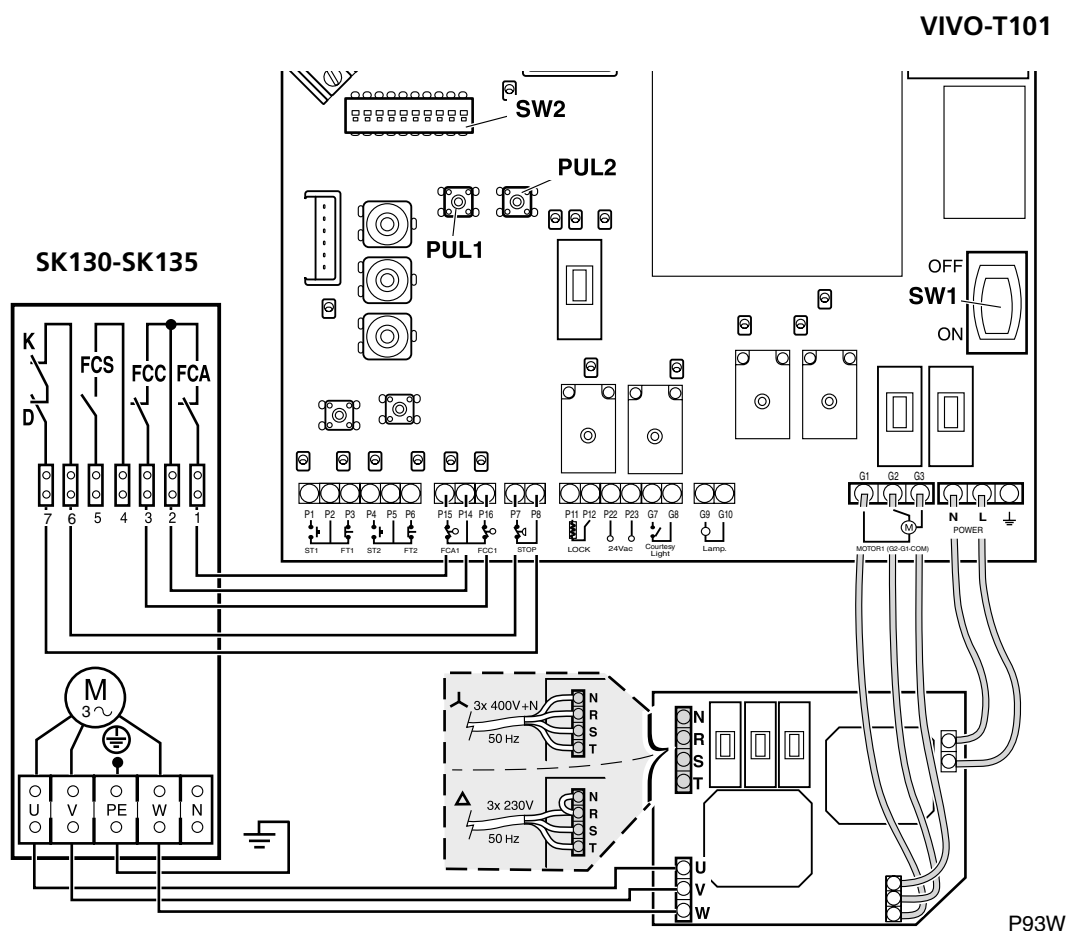 VIVO-T101
SW2
PUL2
PUL1
SK130-SK135
OFF
SW1
ON
K
FCS
FCC
FCA
D
7 6 5 4 3 2 1
G1 G2 G3
P1 P2 P3 P4 P5 P6 P15 P14 P16 P7 P8 P11 P12 P22 P23 G7 G8 G9 G10
N L
POWER
M
ST1 FT1 ST2 FT2 FCA1 FCC1 STOP LOCK 24Vac Courtesy Light Lamp.
MOTOR1 (G2-G1-COM)
M
3~
3x 400V+N
50 Hz
N
R
S
T
3x 230V
50 Hz
N
R
S
T
N
R
S
T
U V PE W N
U
V
W
P93W